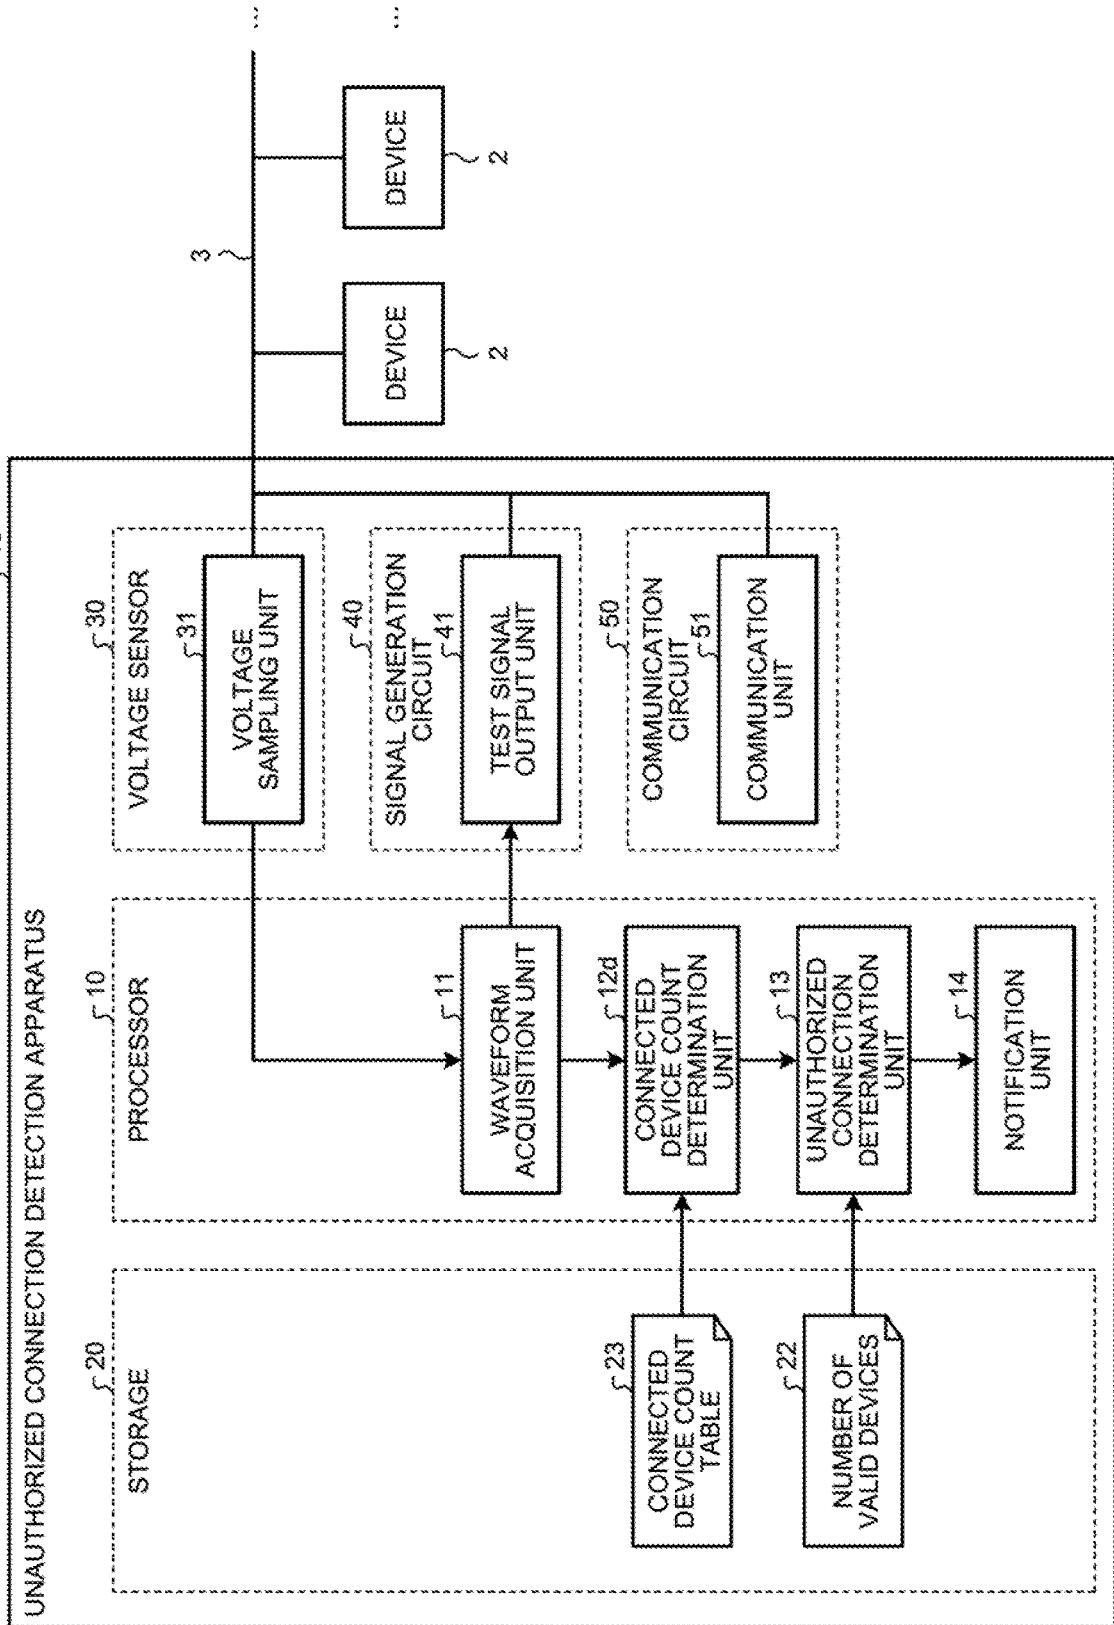 UNAUTHORIZED CONNECTION DETECTION APPARATUS
STORAGE
20
CONNECTED
DEVICE COUNT
TABLE
23
NUMBER OF
VALID DEVICES
22
PROCESSOR
10
WAVEFORM
ACQUISITION UNIT
11
CONNECTED
DEVICE COUNT
DETERMINATION
UNIT
12d
UNAUTHORIZED
CONNECTION
DETERMINATION
UNIT
13
NOTIFICATION
UNIT
14
VOLTAGE SENSOR
30
VOLTAGE
SAMPLING UNIT
31
SIGNAL GENERATION
CIRCUIT
40
TEST SIGNAL
OUTPUT UNIT
41
COMMUNICATION
CIRCUIT
50
COMMUNICATION
UNIT
51
3
DEVICE
2
DEVICE
2
...
...